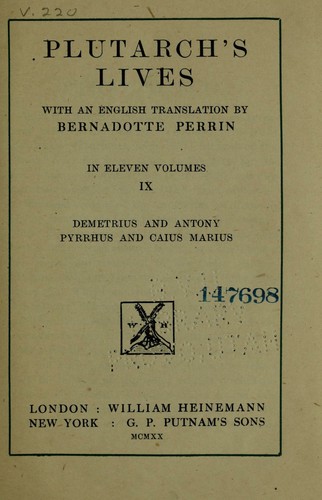 V. 220
PLUTARCH'S
LIVES
WITH AN ENGLISH TRANSLATION BY
BERNADOTTE PERRIN
IN ELEVEN VOLUMES
IX
DEMETRIUS AND ANTONY
PYRRHUS AND CAIUS MARIUS
147698
W H
LONDON : WILLIAM HEINEMANN
NEW YORK : G. P. PUTNAM'S SONS
MCMXX